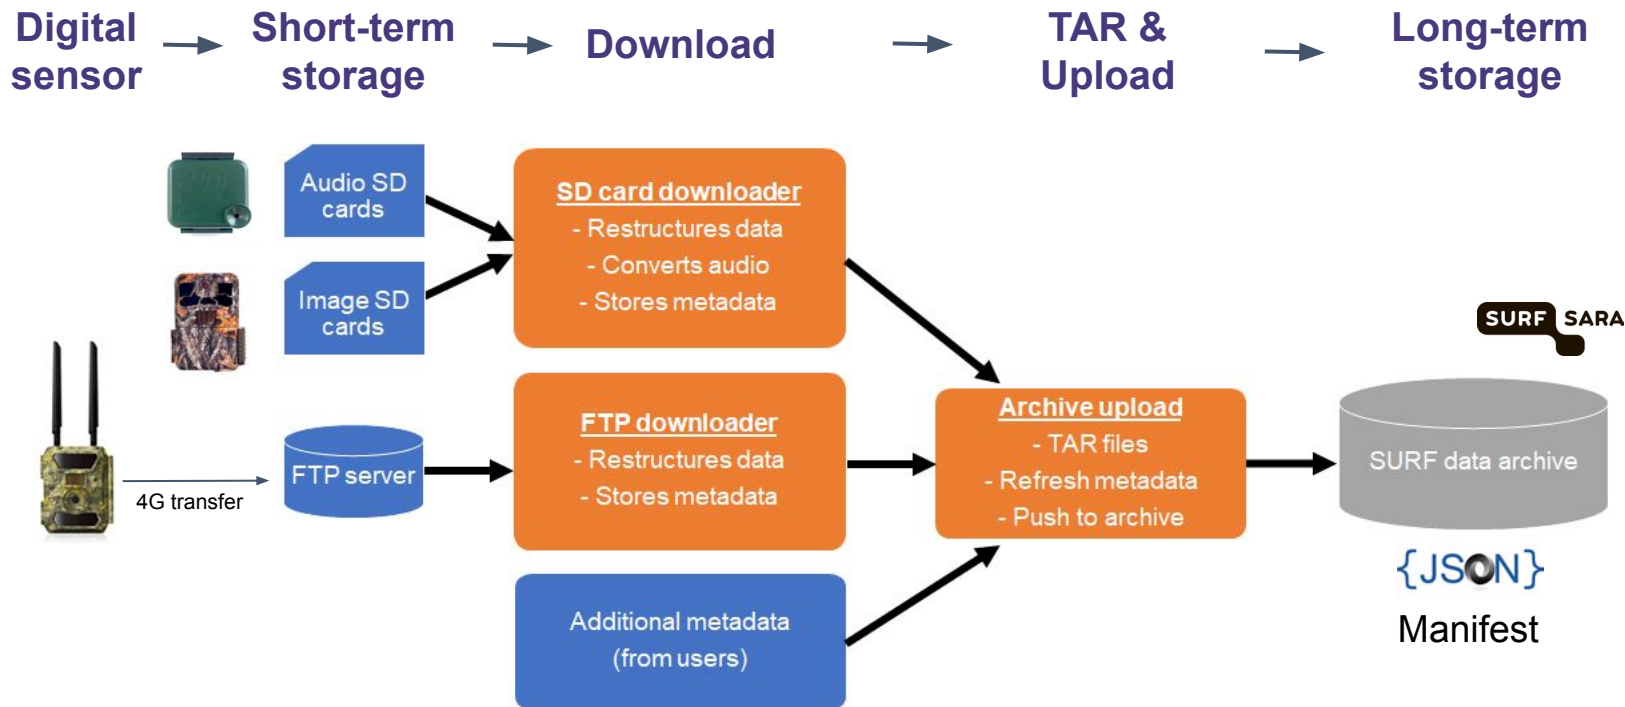 Digital
sensor
Short-term
storage
Download
TAR &
Upload
Long-term
storage
Audio SD
cards
Image SD
cards
SD card downloader
- Restructures data
- Converts audio
- Stores metadata
SURF SARA
4G transfer
FTP server
FTP downloader
- Restructures data
- Stores metadata
Archive upload
- TAR files
- Refresh metadata
- Push to archive
SURF data archive
Additional metadata
(from users)
{JSON}
Manifest